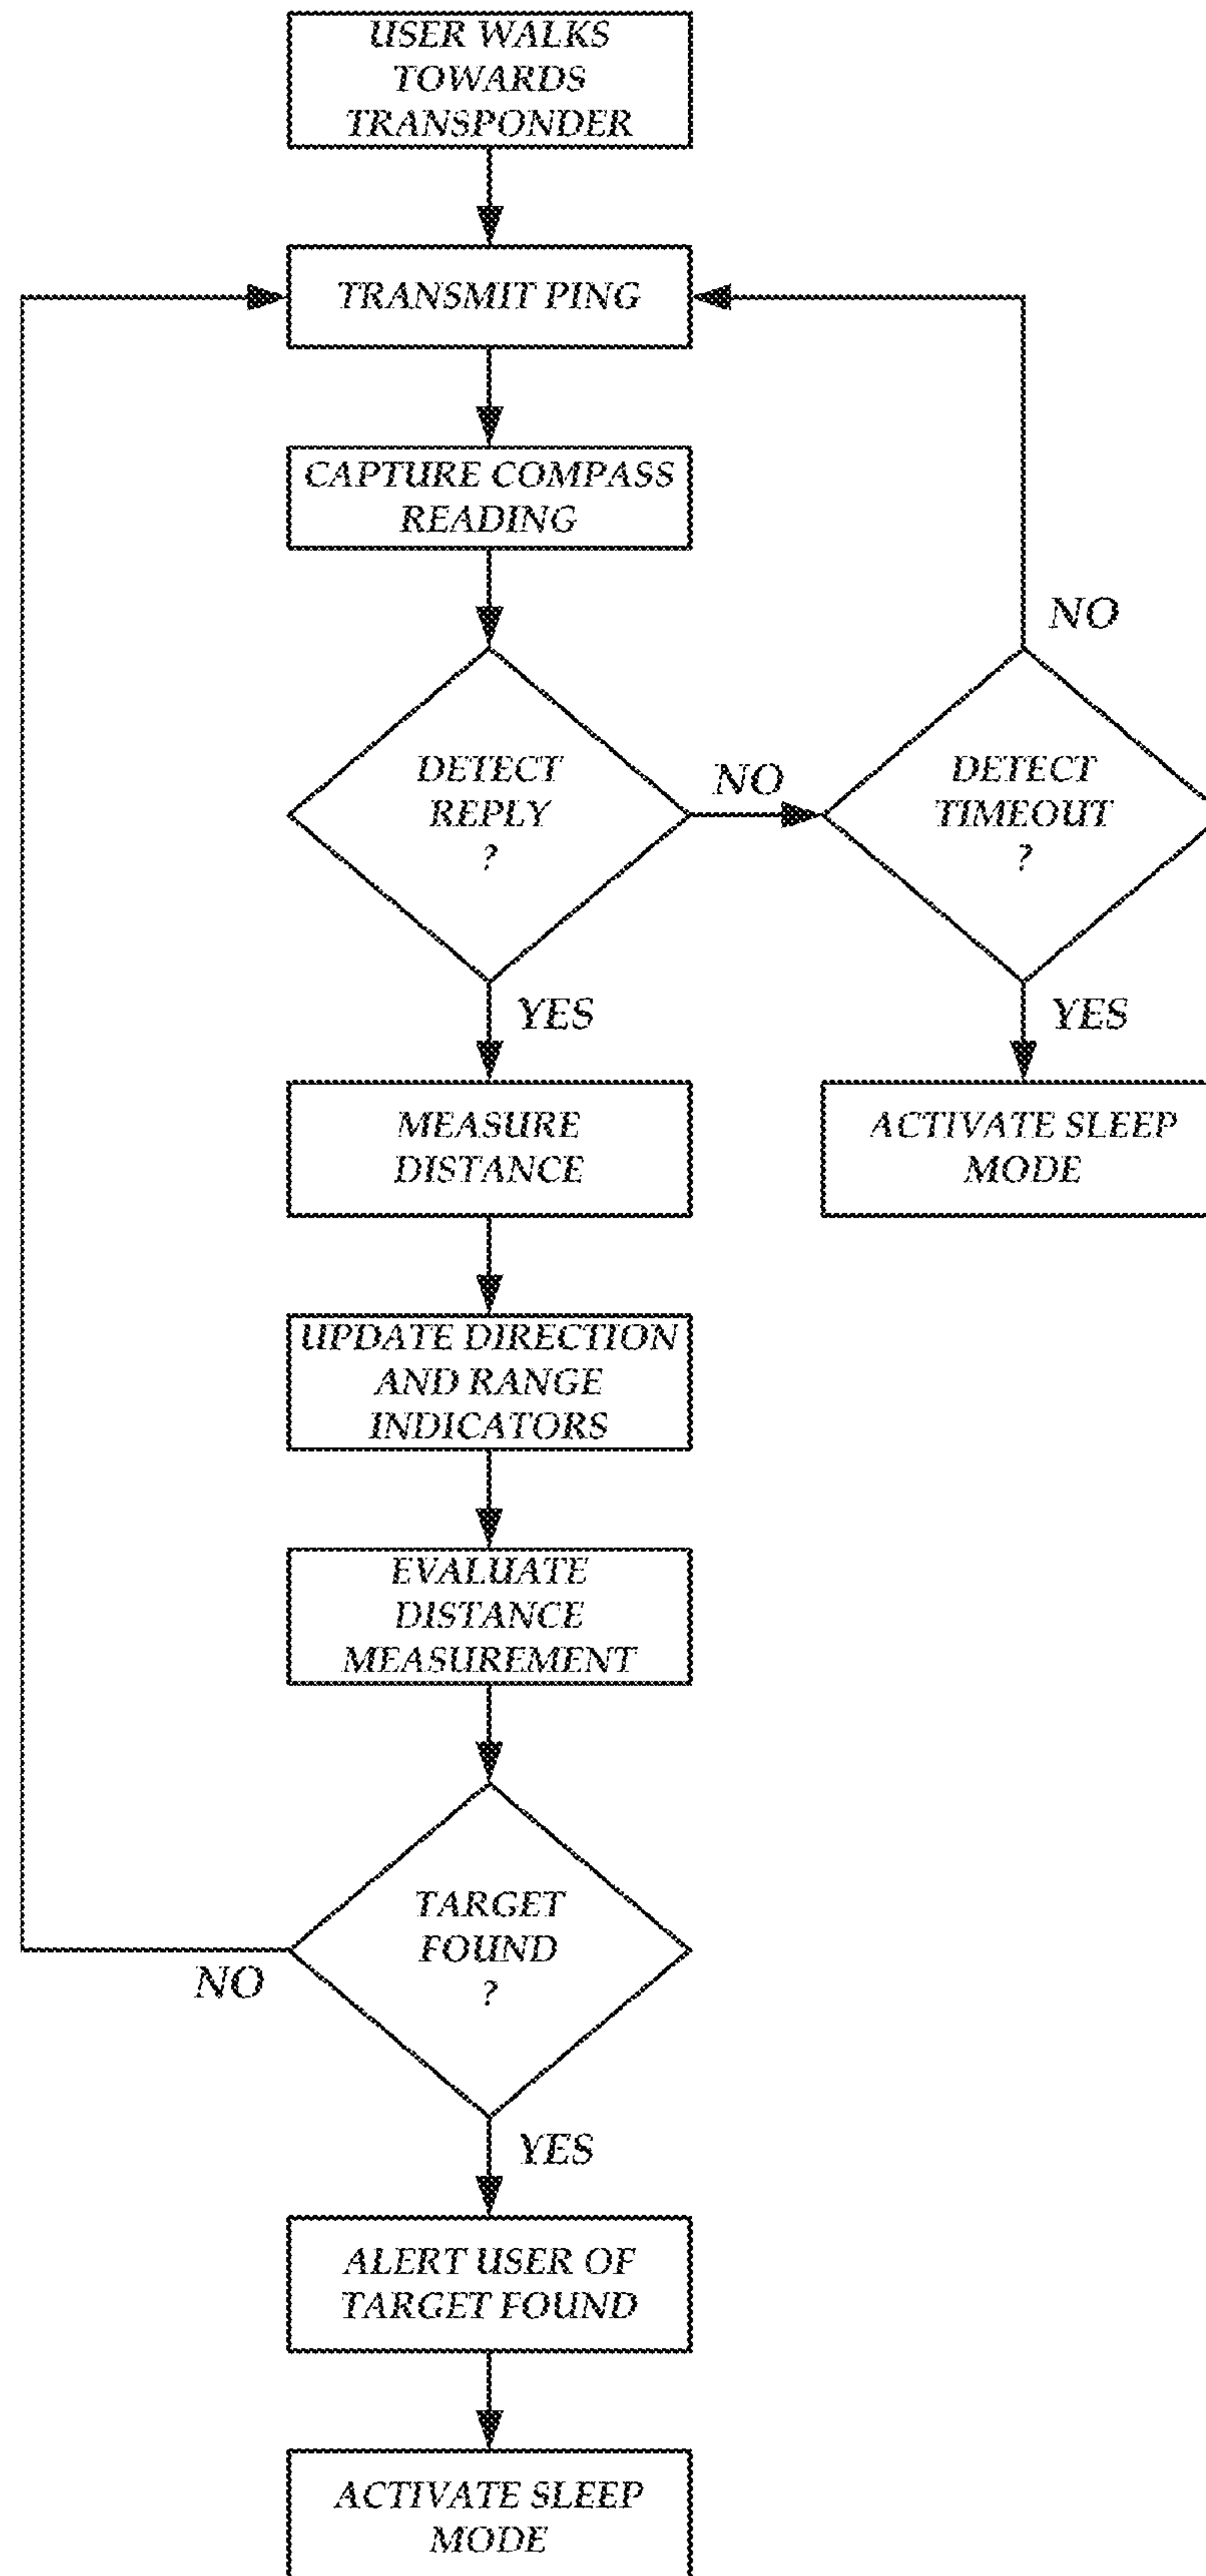 USER WALKS
TOWARDS
TRANSPONDER
TRANSMIT PING
CAPTURE COMPASS
READING
NO
DETECT
REPLY
?
NO
DETECT
TIMEOUT
?
YES
YES
MEASURE
DISTANCE
ACTIVATE SLEEP
MODE
UPDATE DIRECTION
AND RANGE
INDICATORS
EVALUATE
DISTANCE
MEASUREMENT
TARGET
FOUND
?
NO
YES
ALERT USER OF
TARGET FOUND
ACTIVATE SLEEP
MODE